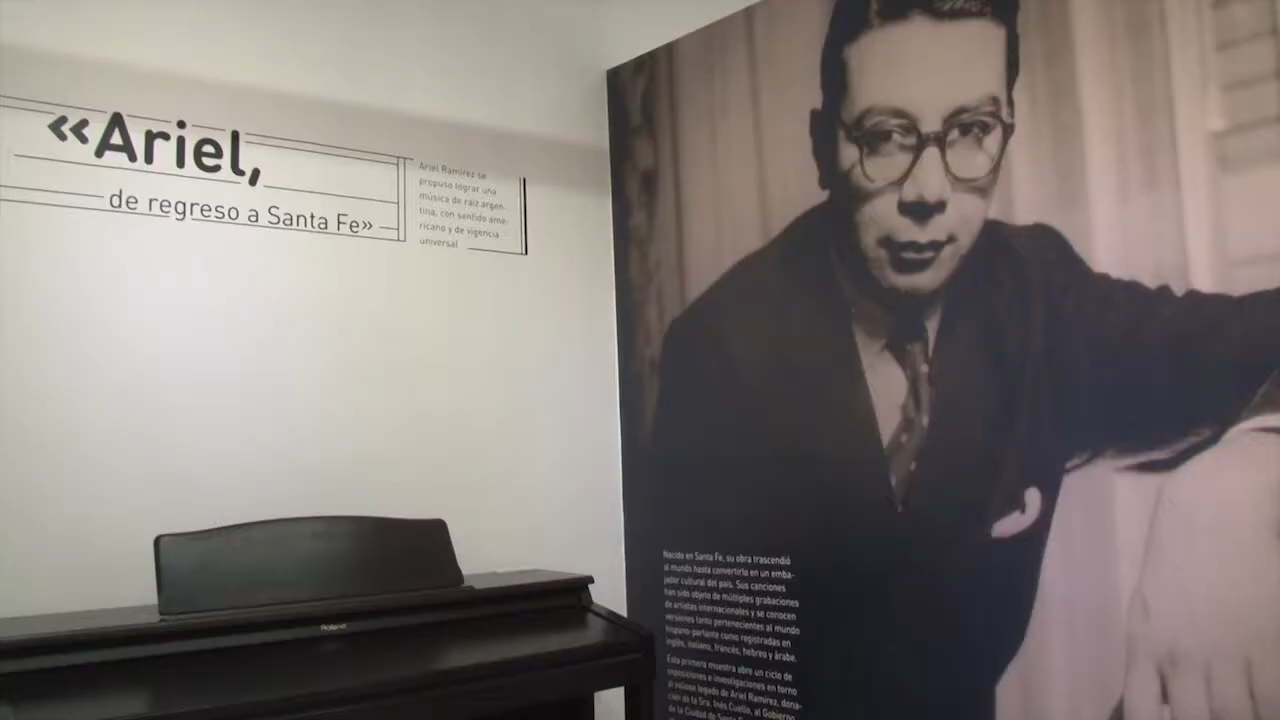 «Ariel,
de regreso a Santa Fe»
Ariel Ramírez se
propuso lograr una
música de raíz argen-
tina, con sentido ame-
ricano y de vigencia
universal
Roland
Nacido en Santa Fe, su obra trascendió
al mundo hasta convertirlo en un emba-
jador cultural del país. Sus canciones
han sido objeto de múltiples grabaciones
de artistas internacionales y se conocen
versiones tanto pertenecientes al mundo
hispano-parlante como registradas en
inglés, italiano, francés, hebreo y árabe.
Esta primera muestra abre un ciclo de
exposiciones e investigaciones en torno
al valioso legado de Ariel Ramírez, dona-
ción de la Sra. Inés Cuello, al Gobierno
de la Ciudad de Santa